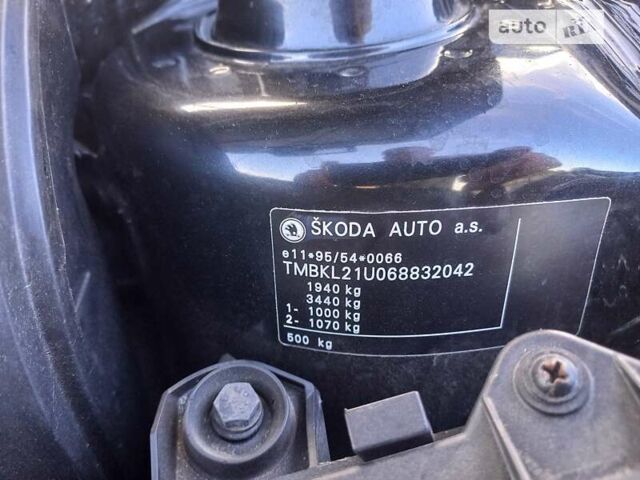 auto RIA
ŠKODA AUTO a.s.
e11*95/54*0066
TMBKL21U068832042
1940 kg
3440 kg
1- 1000 kg
2- 1070 kg
500 kg